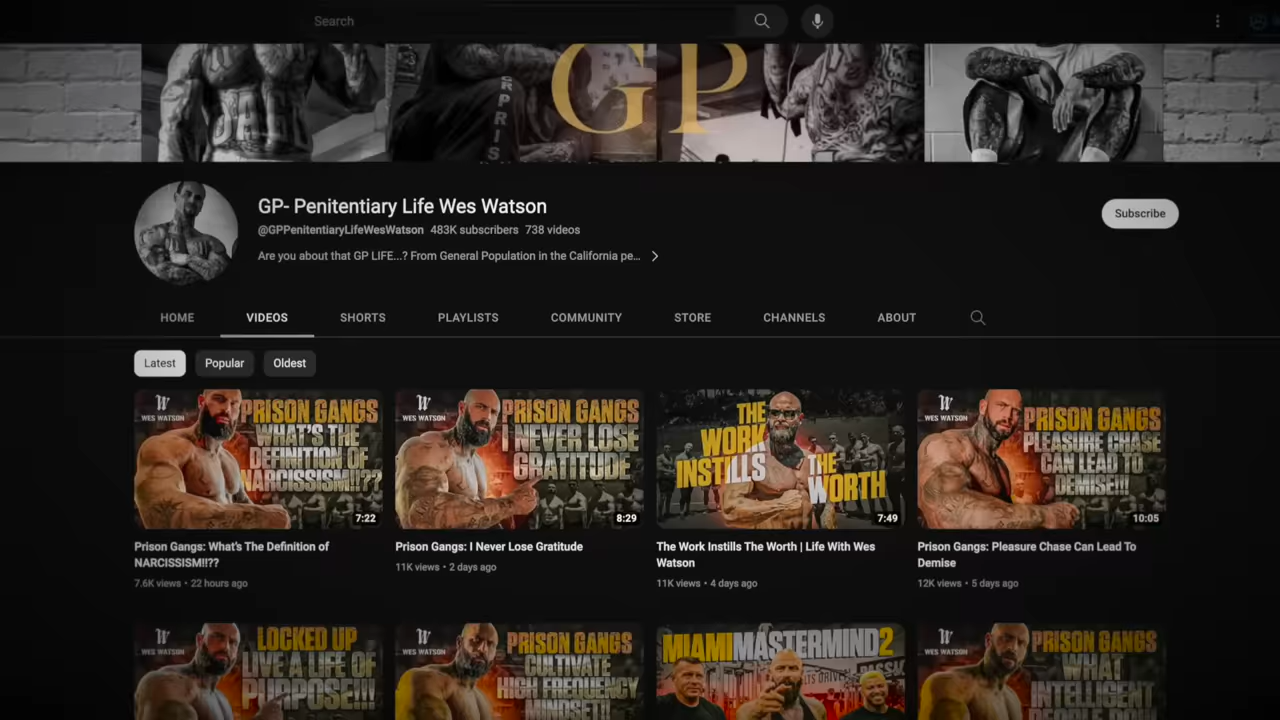 Search
GP
GP- Penitentiary Life Wes Watson
@GPPenitentiaryLifeWesWatson 483K subscribers 738 videos
Are you about that GP LIFE...? From General Population in the California pe...
Subscribe
HOME VIDEOS SHORTS PLAYLISTS COMMUNITY STORE CHANNELS ABOUT
Latest Popular Oldest
W
WES WATSON
PRISON GANGS
WHAT'S THE
DEFINITION OF
NARCISSISM!!??
7:22
W
WES WATSON
PRISON GANGS
I NEVER LOSE
GRATITUDE
8:29
THE
WORK
INSTILLS
THE
WORTH
7:49
W
WES WATSON
PRISON GANGS
PLEASURE CHASE
CAN LEAD TO
DEMISE!!!
10:05
Prison Gangs: What's The Definition of
NARCISSISM!!??
7.6K views • 22 hours ago
Prison Gangs: I Never Lose Gratitude
11K views • 2 days ago
The Work Instills The Worth | Life With Wes
Watson
11K views • 4 days ago
Prison Gangs: Pleasure Chase Can Lead To
Demise
12K views • 5 days ago
W
WES WATSON
LOCKED UP
LIVE A LIFE OF
PURPOSE!!!
W
WES WATSON
PRISON GANGS
CULTIVATE
HIGH FREQUENCY
MINDSET!!
MIAMI MASTERMIND 2
W
WES WATSON
PRISON GANGS
WHAT
INTELLIGENT